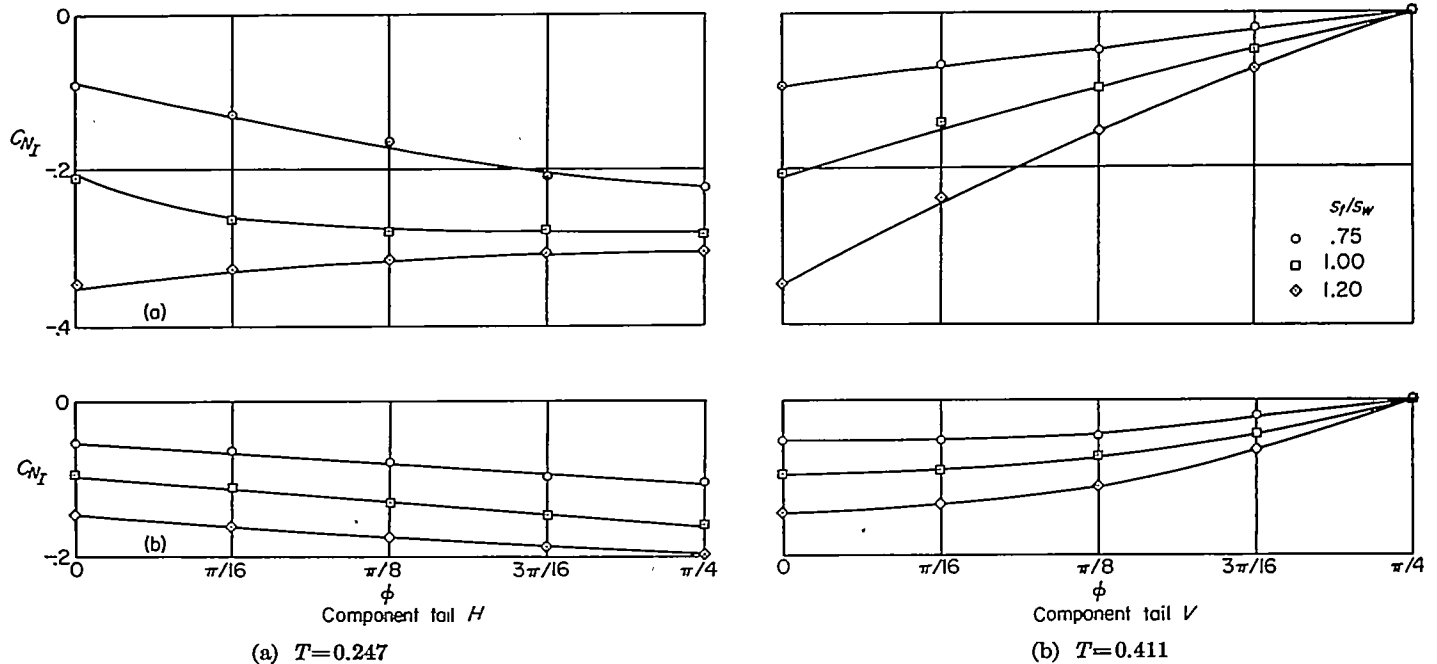 0
C_{N_I}
-.2
(a)
-.4
s_t/s_w
.75
1.00
1.20
0
C_{N_I}
(b)
-.2
0 π/16 π/8 3π/16 π/4
ϕ
Component tail H
0 π/16 π/8 3π/16 π/4
ϕ
Component tail V
(a) T=0.247
(b) T=0.411